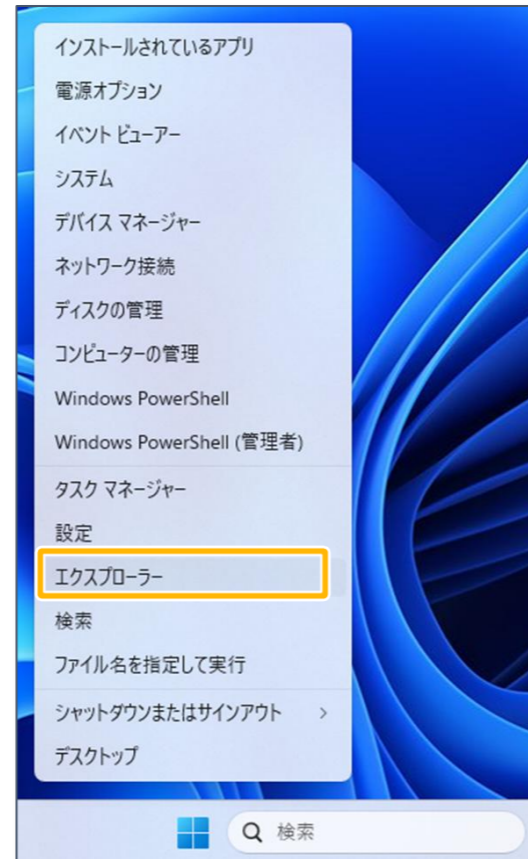 インストールされているアプリ
電源オプション
イベント ビューアー
システム
デバイス マネージャー
ネットワーク接続
ディスクの管理
コンピューターの管理
Windows PowerShell
Windows PowerShell (管理者)
タスク マネージャー
設定
エクスプローラー
検索
ファイル名を指定して実行
シャットダウンまたはサインアウト
デスクトップ
検索